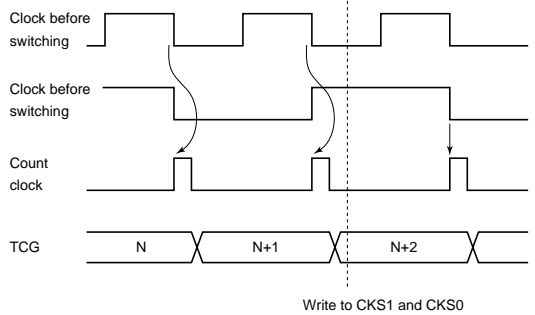 Clock before
switching
Clock before
switching
Count
clock
TCG
N
N+1
N+2
Write to CKS1 and CKS0